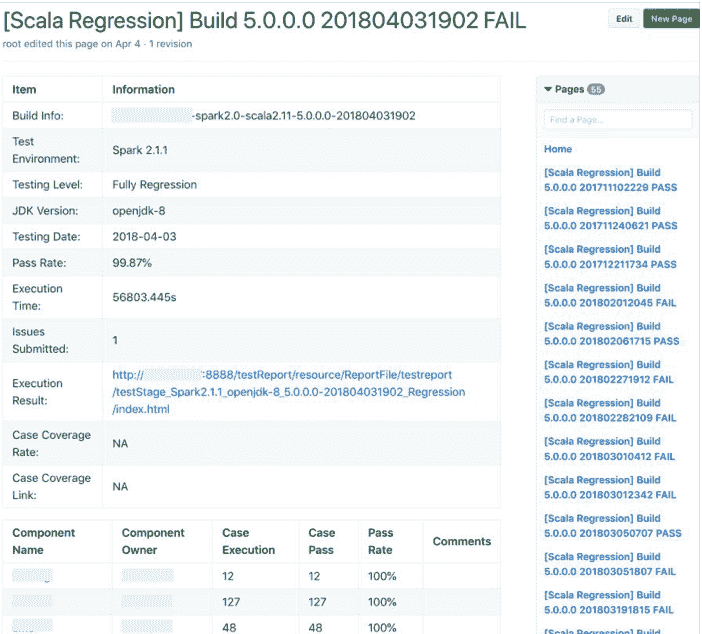 [Scala Regression] Build 5.0.0.0 201804031902 FAIL
Edit
New Page
root edited this page on Apr 4 · 1 revision
Item Information
Build Info: -spark2.0-scala2.11-5.0.0.0-201804031902
Test
Environment:
Spark 2.1.1
Testing Level: Fully Regression
JDK Version: openjdk-8
Testing Date: 2018-04-03
Pass Rate: 99.87%
Execution
Time:
56803.445s
Issues
Submitted:
1
Execution
Result:
http:// :8888/testReport/resource/ReportFile/testreport
/testStage_Spark2.1.1_openjdk-8_5.0.0.0-201804031902_Regression
/index.html
Case Coverage
Rate:
NA
Case Coverage
Link:
NA
Component
Name
Component
Owner
Case
Execution
Case
Pass
Pass
Rate
Comments
12 12 100%
127 127 100%
48 48 100%
Pages 55
Find a Page...
Home
[Scala Regression] Build
5.0.0.0 201711102229 PASS
[Scala Regression] Build
5.0.0.0 201711240621 PASS
[Scala Regression] Build
5.0.0.0 201712211734 PASS
[Scala Regression] Build
5.0.0.0 201802012045 FAIL
[Scala Regression] Build
5.0.0.0 201802061715 PASS
[Scala Regression] Build
5.0.0.0 201802271912 FAIL
[Scala Regression] Build
5.0.0.0 201802282109 FAIL
[Scala Regression] Build
5.0.0.0 201803010412 FAIL
[Scala Regression] Build
5.0.0.0 201803012342 FAIL
[Scala Regression] Build
5.0.0.0 201803050707 PASS
[Scala Regression] Build
5.0.0.0 201803051807 FAIL
[Scala Regression] Build
5.0.0.0 201803191815 FAIL
[Scala Regression] Build